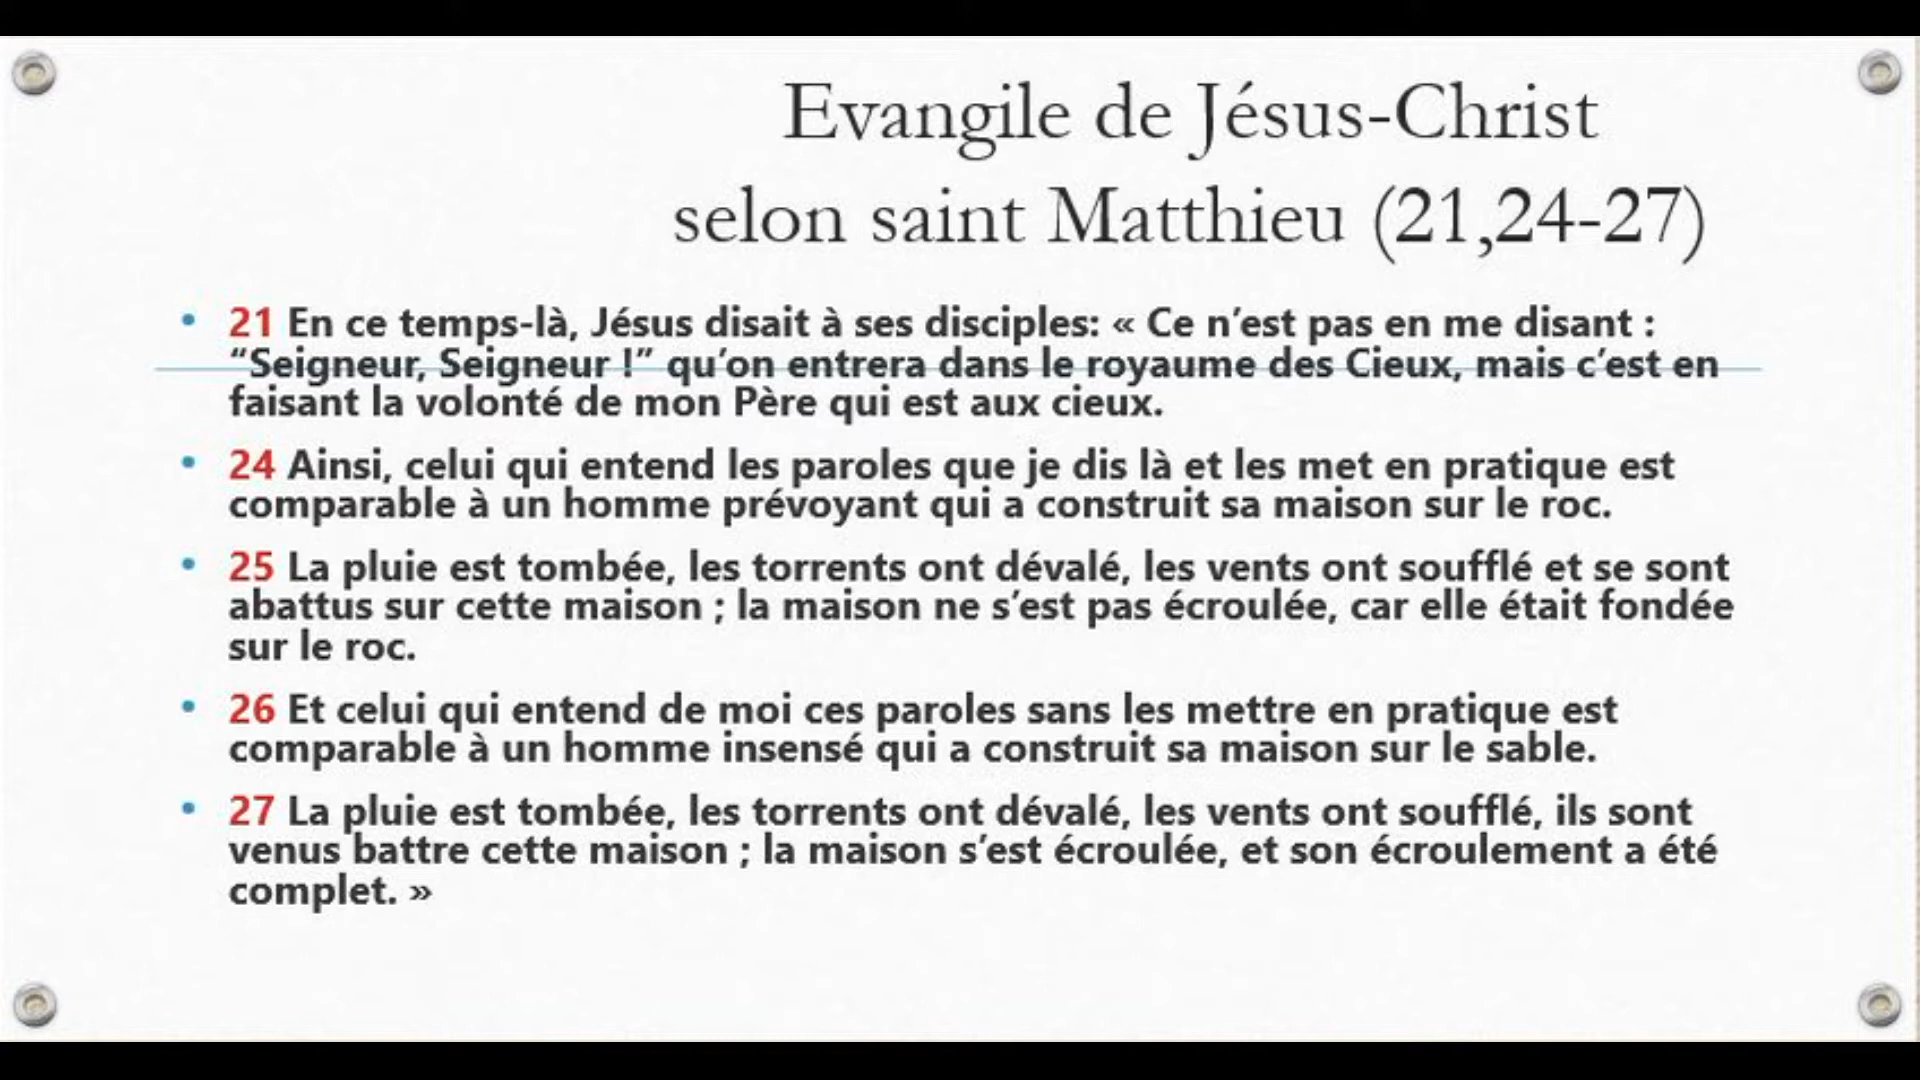 Evangile de Jésus-Christ
selon saint Matthieu (21,24-27)
• 21 En ce temps-là, Jésus disait à ses disciples: « Ce n’est pas en me disant :
“Seigneur, Seigneur !” qu’on entrera dans le royaume des Cieux, mais c’est en
faisant la volonté de mon Père qui est aux cieux.
• 24 Ainsi, celui qui entend les paroles que je dis là et les met en pratique est
comparable à un homme prévoyant qui a construit sa maison sur le roc.
• 25 La pluie est tombée, les torrents ont dévalé, les vents ont soufflé et se sont
abattus sur cette maison ; la maison ne s’est pas écroulée, car elle était fondée
sur le roc.
• 26 Et celui qui entend de moi ces paroles sans les mettre en pratique est
comparable à un homme insensé qui a construit sa maison sur le sable.
• 27 La pluie est tombée, les torrents ont dévalé, les vents ont soufflé, ils sont
venus battre cette maison ; la maison s’est écroulée, et son écroulement a été
complet. »